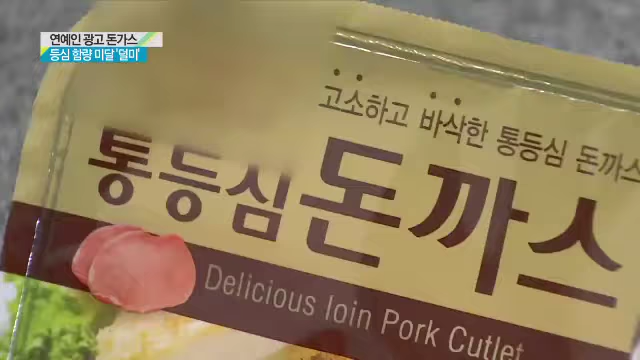 연예인 광고 돈가스
등심 함량 미달 '덜미'
고소하고 바삭한 통등심 돈까스
통등심 돈까스
Delicious loin Pork Cutlet